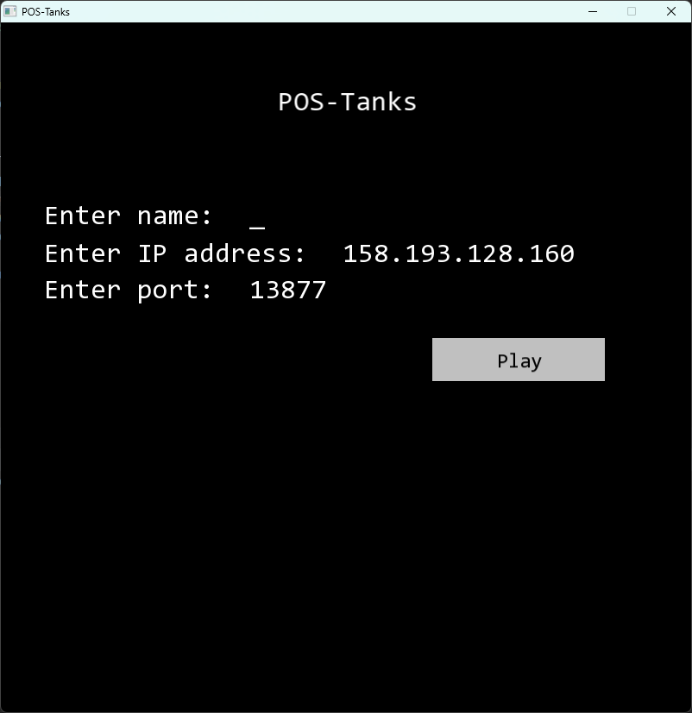 POS-Tanks
POS-Tanks
Enter name: _
Enter IP address: 158.193.128.160
Enter port: 13877
Play